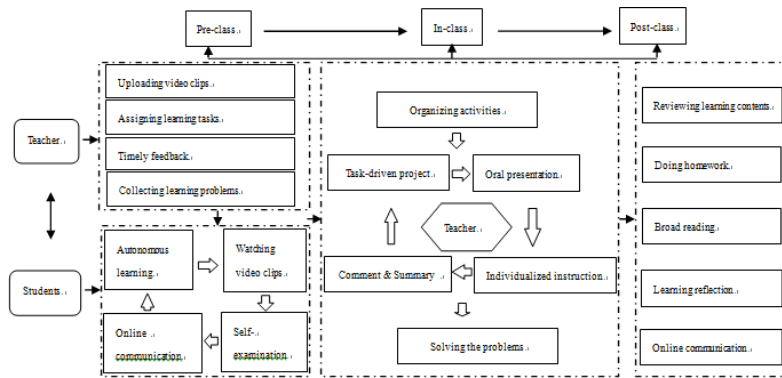 Pre-class.
In-class.
Post-class.
Uploading video clips.
Assigning learning tasks.
Timely feedback.
Collecting learning problems.
Teacher.
Students.
Autonomous
learning.
Watching
video clips.
Online
communication.
Self-
examination.
Organizing activities.
Task-driven project.
Oral presentation.
Teacher.
Comment & Summary.
Individualized instruction.
Solving the problems.
Reviewing learning contents.
Doing homework.
Broad reading.
Learning reflection.
Online communication.